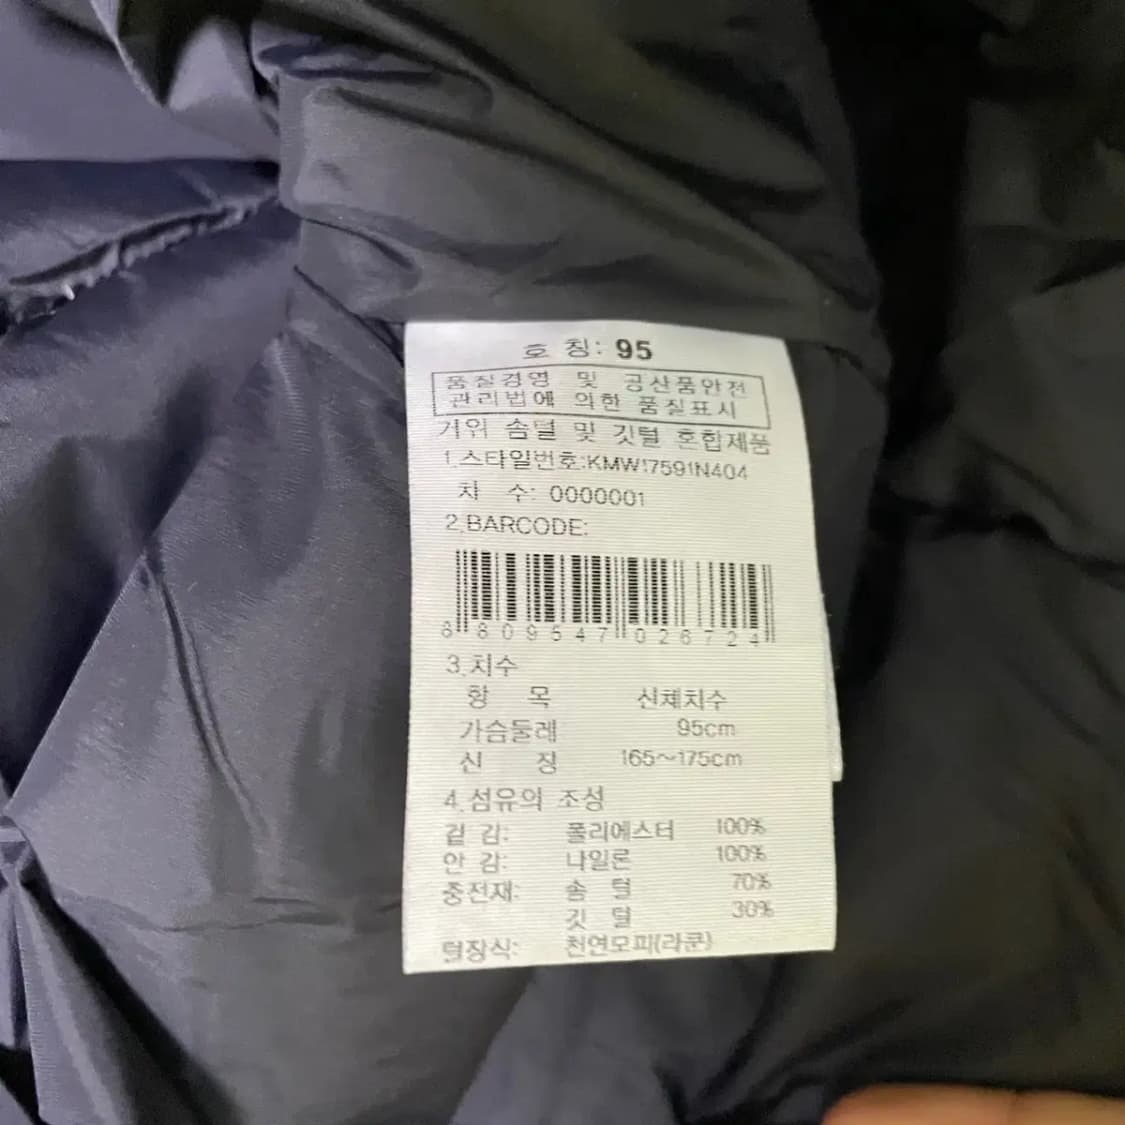 호 칭: 95
품질경영 및 공산품안전
관리법에 의한 품질표시
거위 솜털 및 깃털 혼합제품
1.스타일번호:KMW17591N404
차 수: 0000001
2.BARCODE:
8 809547 026724
3.치수
항 목 신체치수
가슴둘레 95cm
신 장 165~175cm
4.섬유의 조성
겉 감: 폴리에스터 100%
안 감: 나일론 100%
충전재: 솜 털 70%
깃 털 30%
털장식: 천연모피(라쿤)